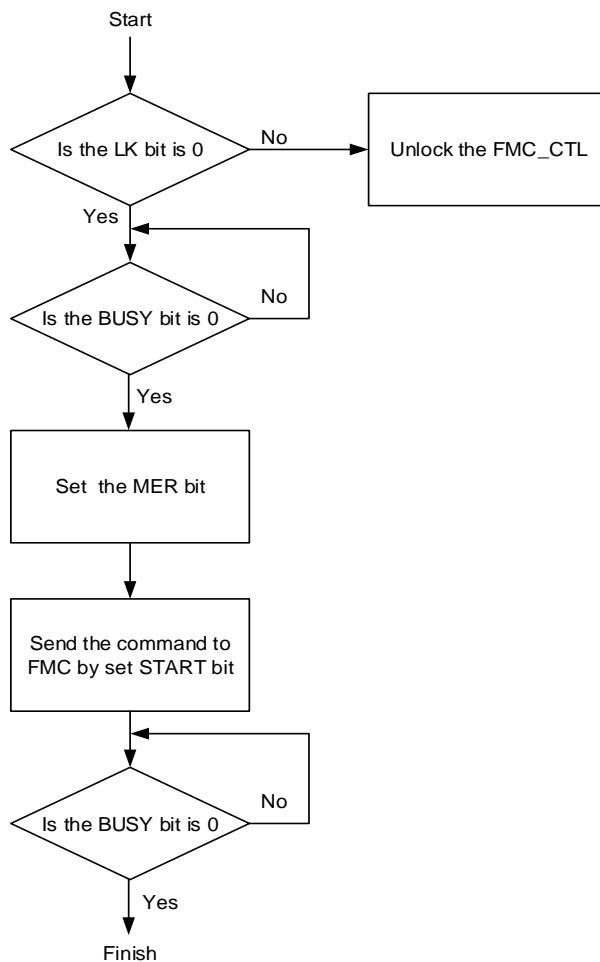 Start
Is the LK bit is 0
No
Unlock the FMC_CTL
Yes
Is the BUSY bit is 0
No
Yes
Set the MER bit
Send the command to
FMC by set START bit
Is the BUSY bit is 0
No
Yes
Finish